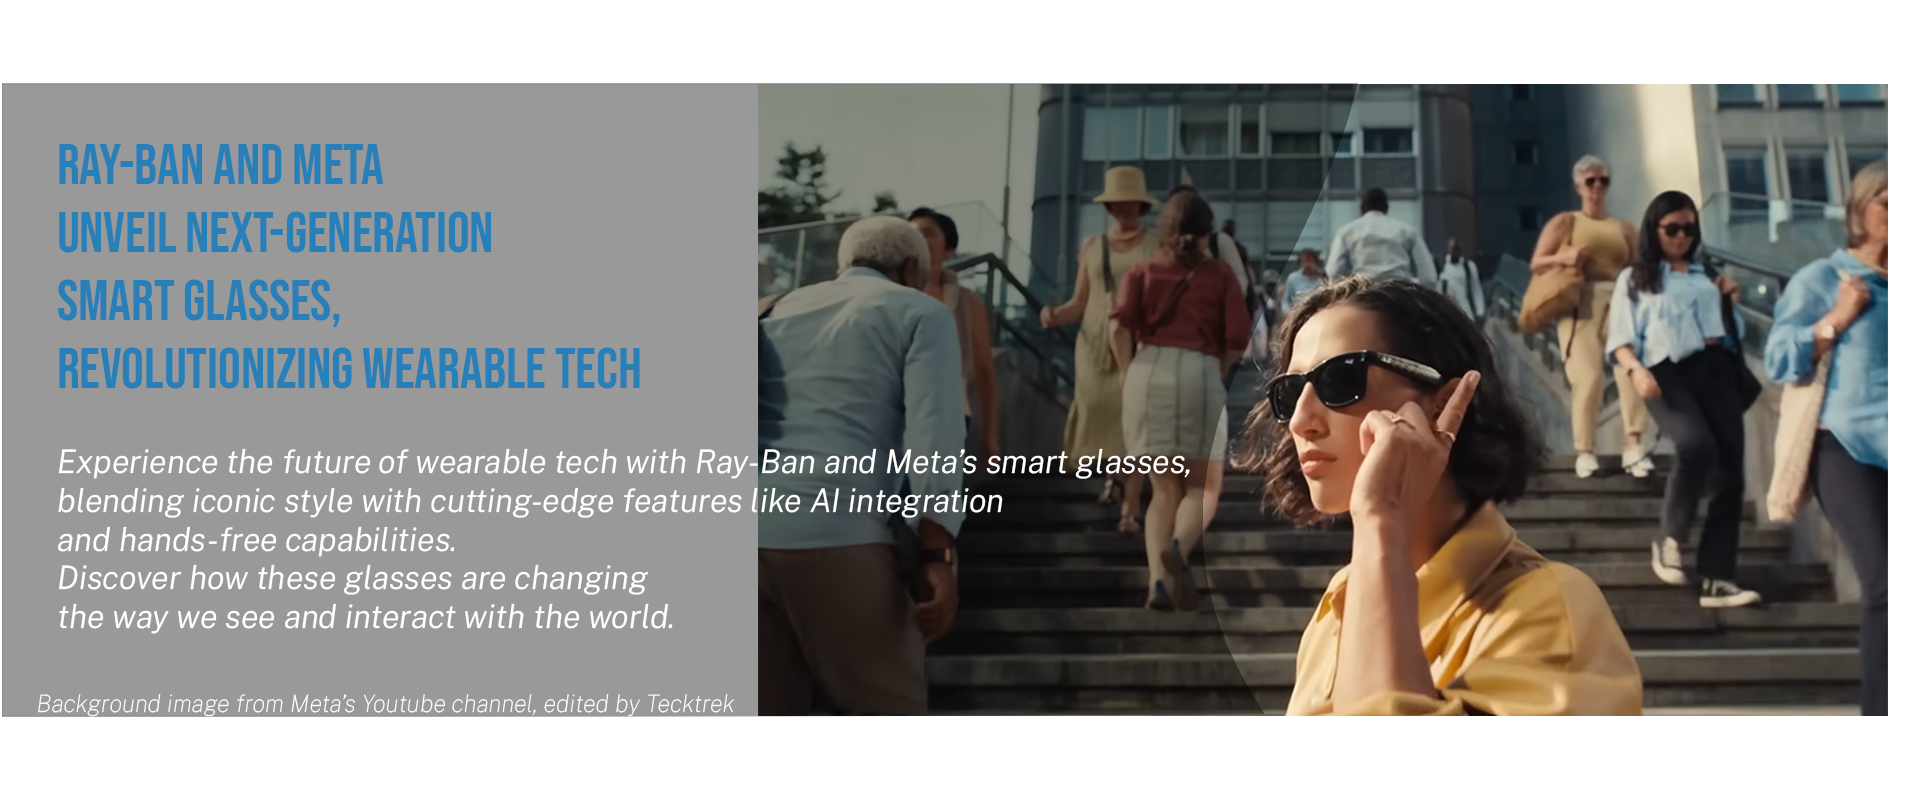 RAY-BAN AND META
UNVEIL NEXT-GENERATION
SMART GLASSES,
REVOLUTIONIZING WEARABLE TECH
Experience the future of wearable tech with Ray-Ban and Meta’s smart glasses,
blending iconic style with cutting-edge features like AI integration
and hands-free capabilities.
Discover how these glasses are changing
the way we see and interact with the world.
Background image from Meta’s Youtube channel, edited by Tecktrek